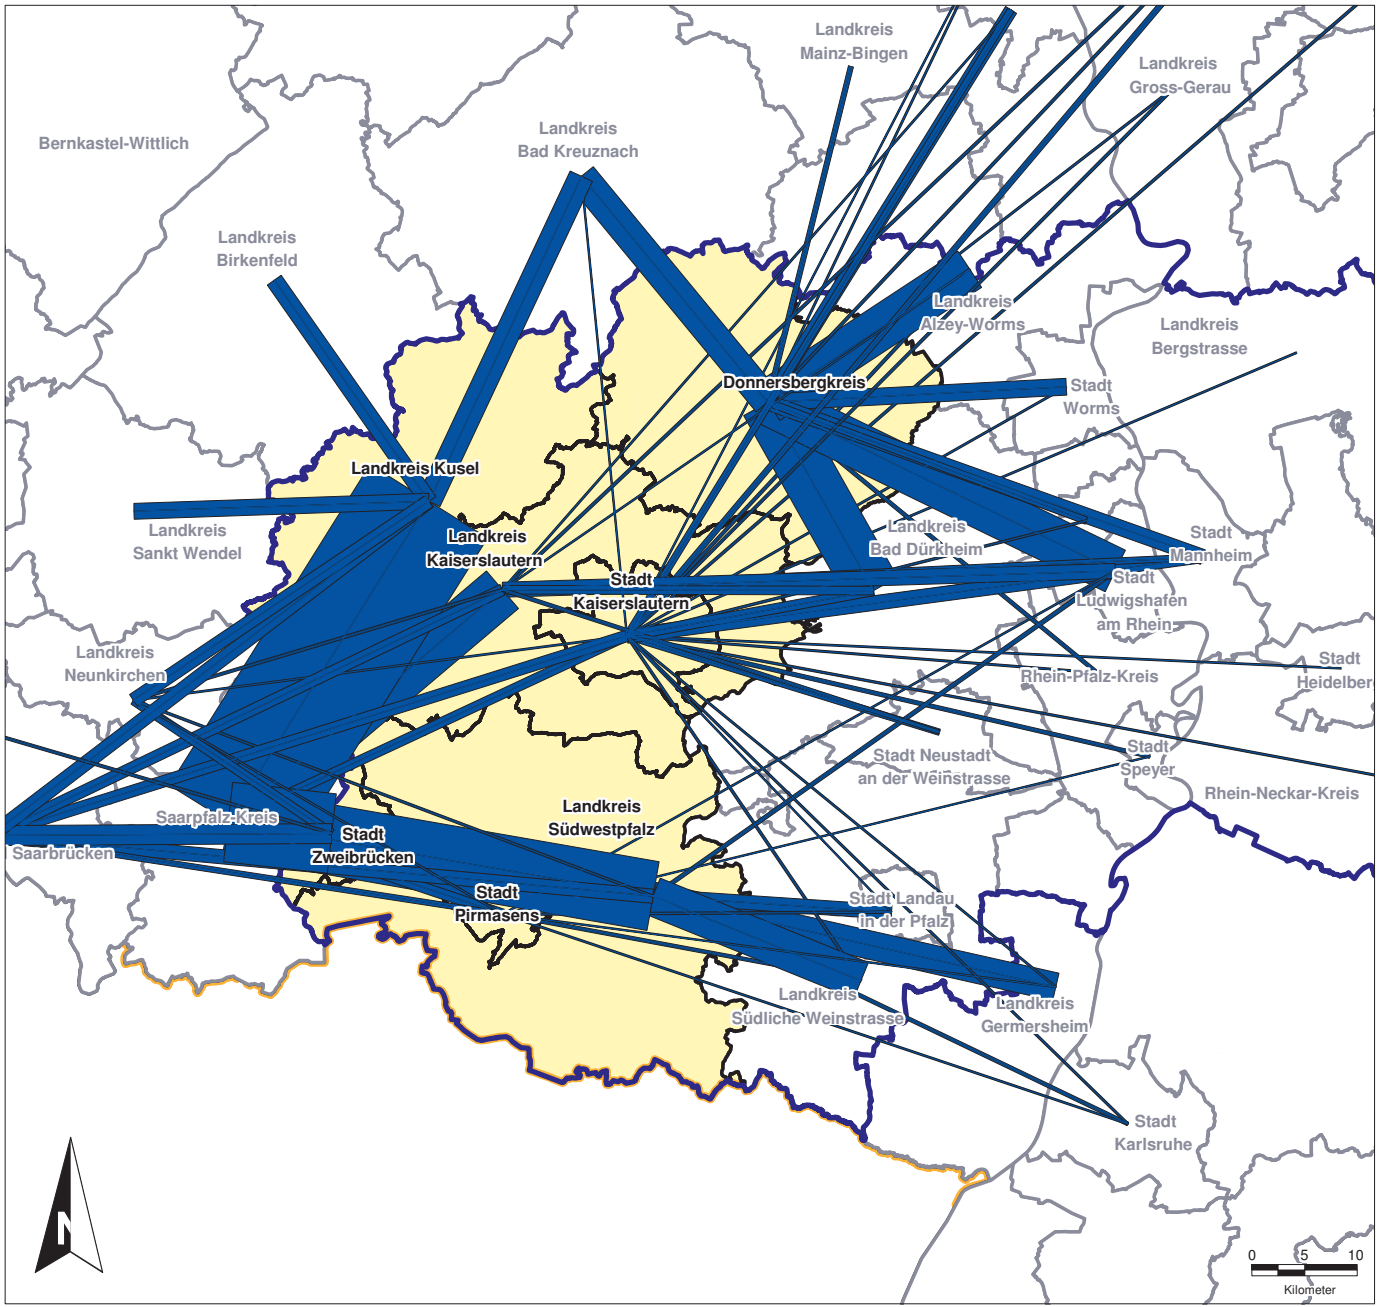 Landkreis
Mainz-Bingen
Landkreis
Gross-Gerau
Landkreis
Bad Kreuznach
Bernkastel-Wittlich
Landkreis
Birkenfeld
Landkreis
Alzey-Worms
Landkreis
Bergstrasse
Donnersbergkreis
Stadt
Worms
Landkreis Kusel
Landkreis
Sankt Wendel
Landkreis
Kaiserslautern
Landkreis
Bad Dürkheim
Stadt
Mannheim
Stadt
Kaiserslautern
Stadt
Ludwigshafen
am Rhein
Landkreis
Neunkirchen
Rhein-Pfalz-Kreis
Stadt
Heidelber
Stadt Neustadt
an der Weinstrasse
Stadt
Speyer
Rhein-Neckar-Kreis
Saarpfalz-Kreis
Landkreis
Südwestpfalz
Stadt
Zweibrücken
Saarbrücken
Stadt
Pirmasens
Stadt Landau
in der Pfalz
Landkreis
Südliche Weinstrasse
Landkreis
Germersheim
Stadt
Karlsruhe
N
0 5 10
Kilometer